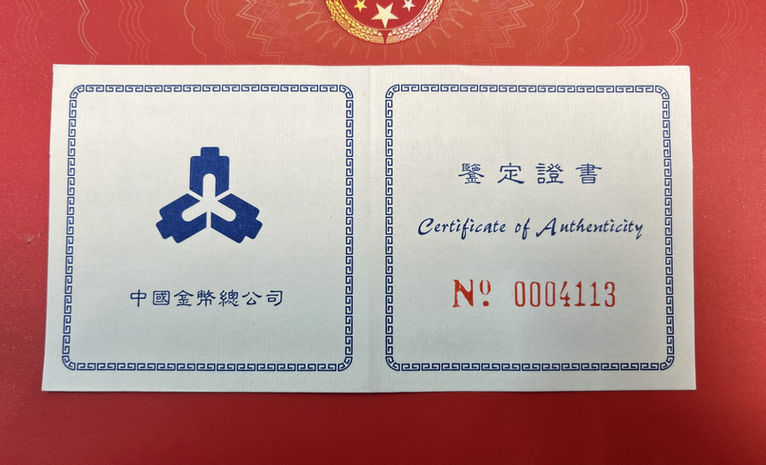 中國金幣總公司
鑒定證書
Certificate of Authenticity
Nº 0004113